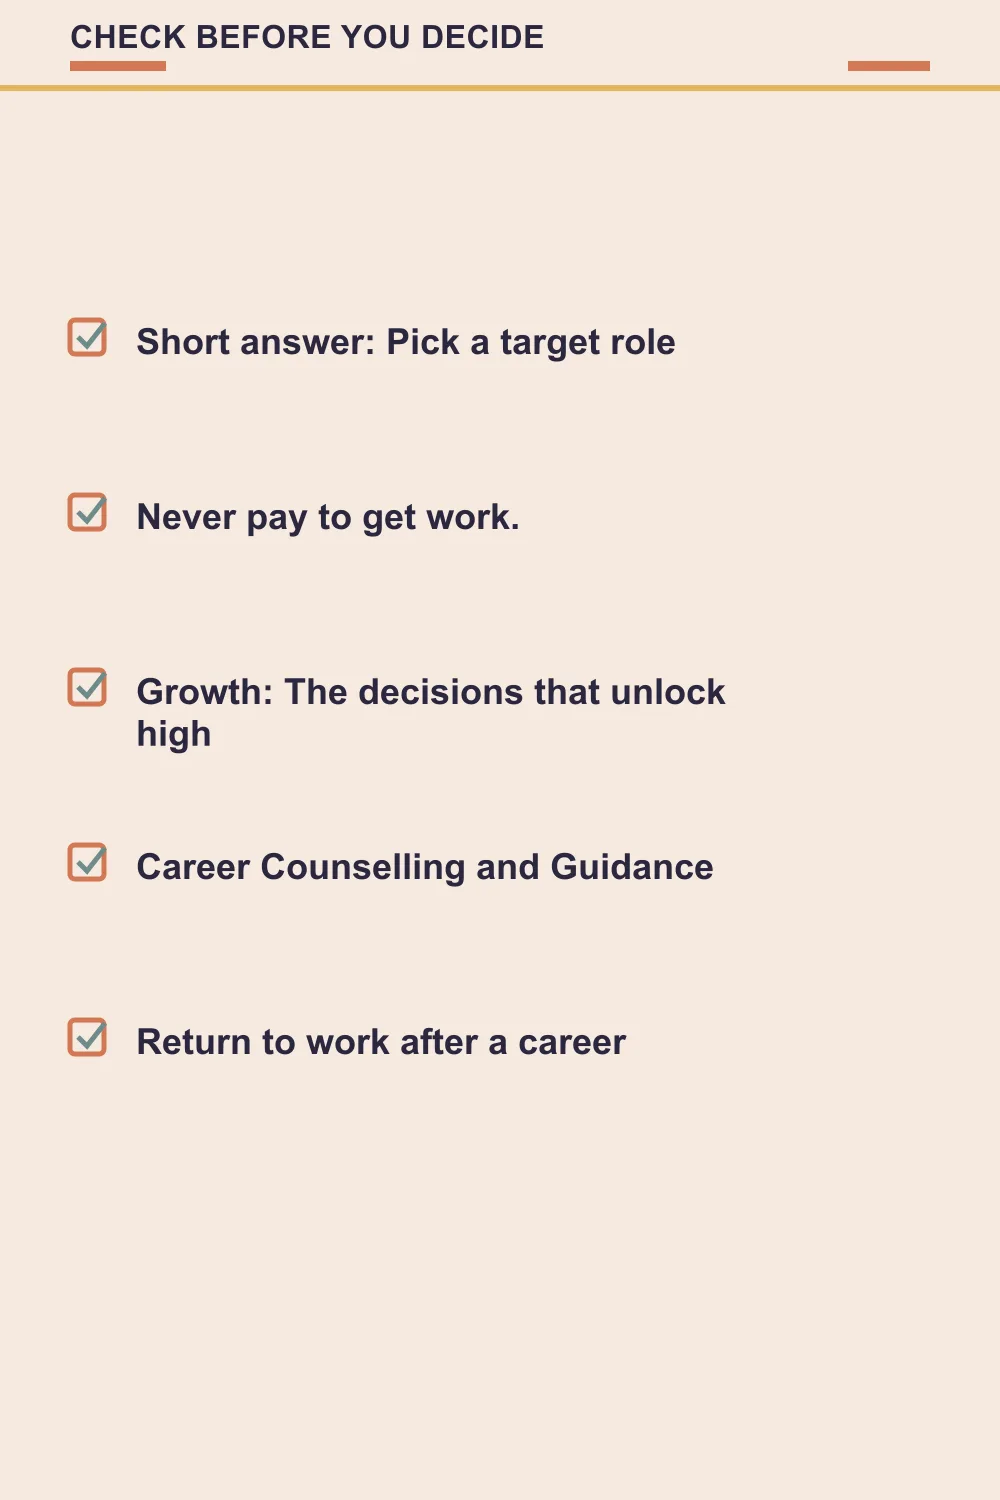 CHECK BEFORE YOU DECIDE
Short answer: Pick a target role
Never pay to get work.
Growth: The decisions that unlock
high
Career Counselling and Guidance
Return to work after a career